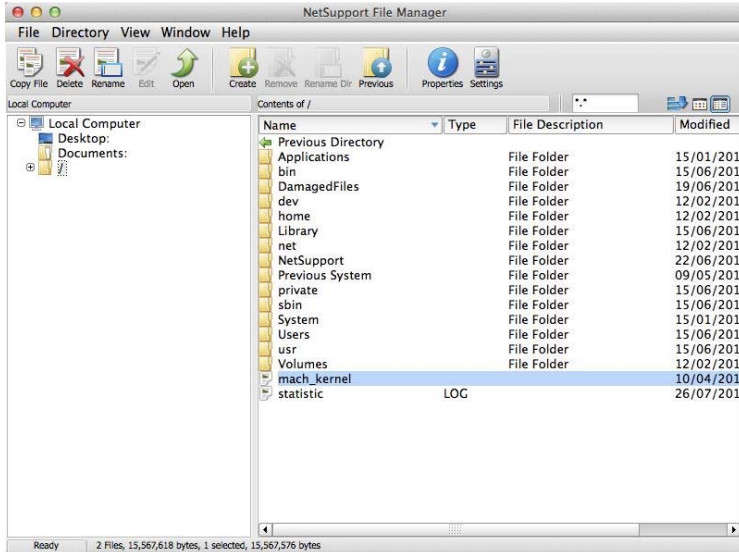 NetSupport File Manager
File Directory View Window Help
Copy File Delete Rename Edit Open Create Remove Rename Dir Previous Properties Settings
Local Computer Contents of / *.*
Local Computer
Desktop:
Documents:
/
Name Type File Description Modified
Previous Directory
Applications File Folder 15/01/201
bin File Folder 15/06/201
DamagedFiles File Folder 19/06/201
dev File Folder 12/02/201
home File Folder 12/02/201
Library File Folder 15/06/201
net File Folder 12/02/201
NetSupport File Folder 22/06/201
Previous System File Folder 09/05/201
private File Folder 15/06/201
sbin File Folder 15/06/201
System File Folder 15/01/201
Users File Folder 15/06/201
usr File Folder 15/06/201
Volumes File Folder 12/02/201
mach_kernel 10/04/201
statistic LOG 26/07/201
Ready 2 Files, 15,567,618 bytes, 1 selected, 15,567,576 bytes